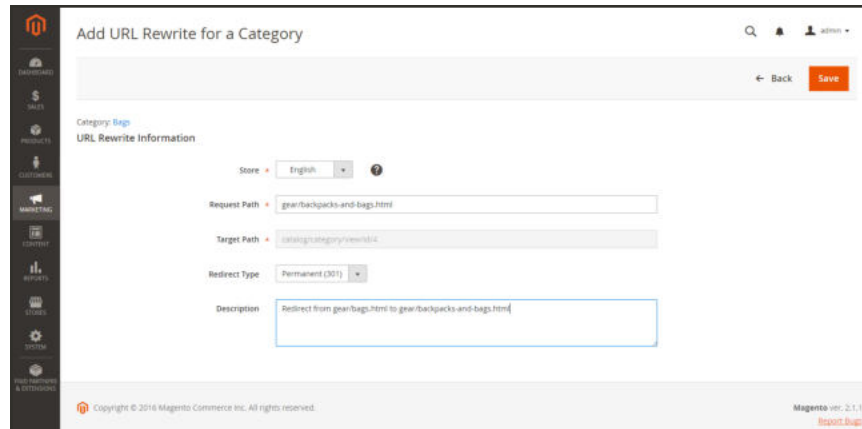 Add URL Rewrite for a Category
admin
DASHBOARD
← Back
Save
SALES
Category: Bags
URL Rewrite Information
PRODUCTS
Store * English
CUSTOMERS
Request Path * gear/backpacks-and-bags.html
MARKETING
Target Path * catalog/category/view/id/4
CONTENT
Redirect Type Permanent (301)
REPORTS
Description Redirect from gear/bags.html to gear/backpacks-and-bags.html
STORES
SYSTEM
FIND PARTNERS
& EXTENSIONS
Copyright © 2016 Magento Commerce Inc. All rights reserved.
Magento ver. 2.1.1
Report Bugs